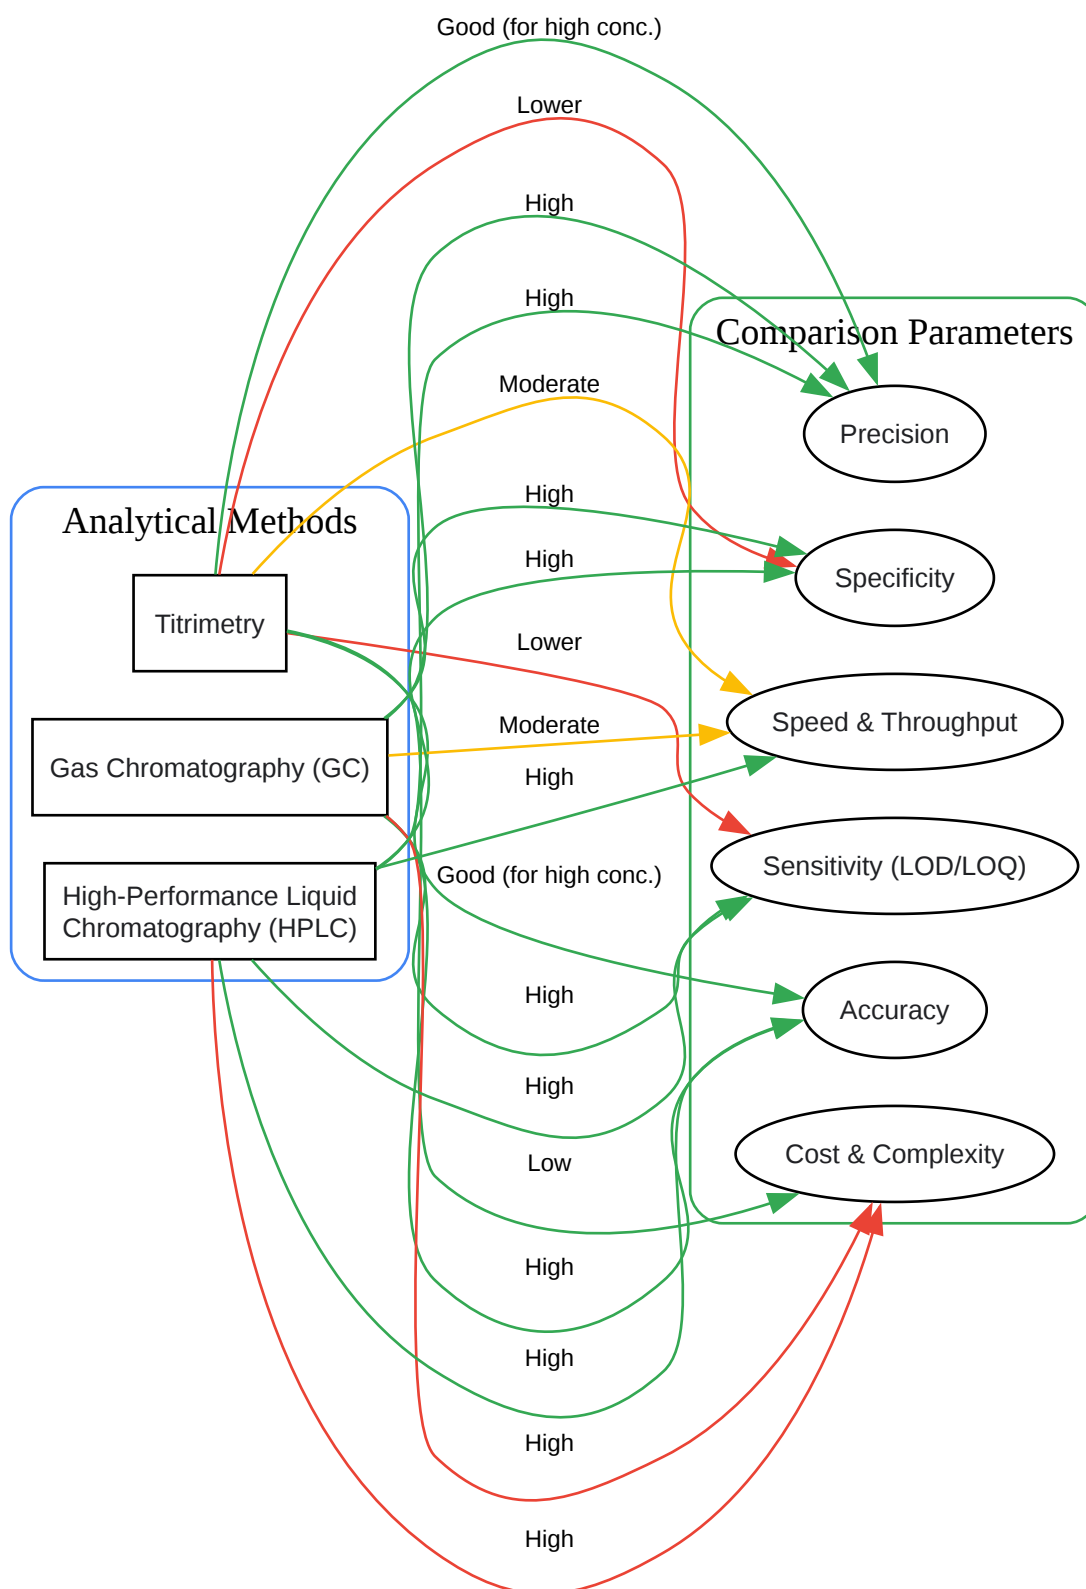 Good (for high conc.)
Lower
High
High
Comparison Parameters
Moderate
Precision
High
Analytical Methods
High
Specificity
Titrimetry
Lower
Speed & Throughput
Moderate
Gas Chromatography (GC)
High
Sensitivity (LOD/LOQ)
Good (for high conc.)
High-Performance Liquid
Chromatography (HPLC)
High
Accuracy
High
Low
Cost & Complexity
High
High
High
High